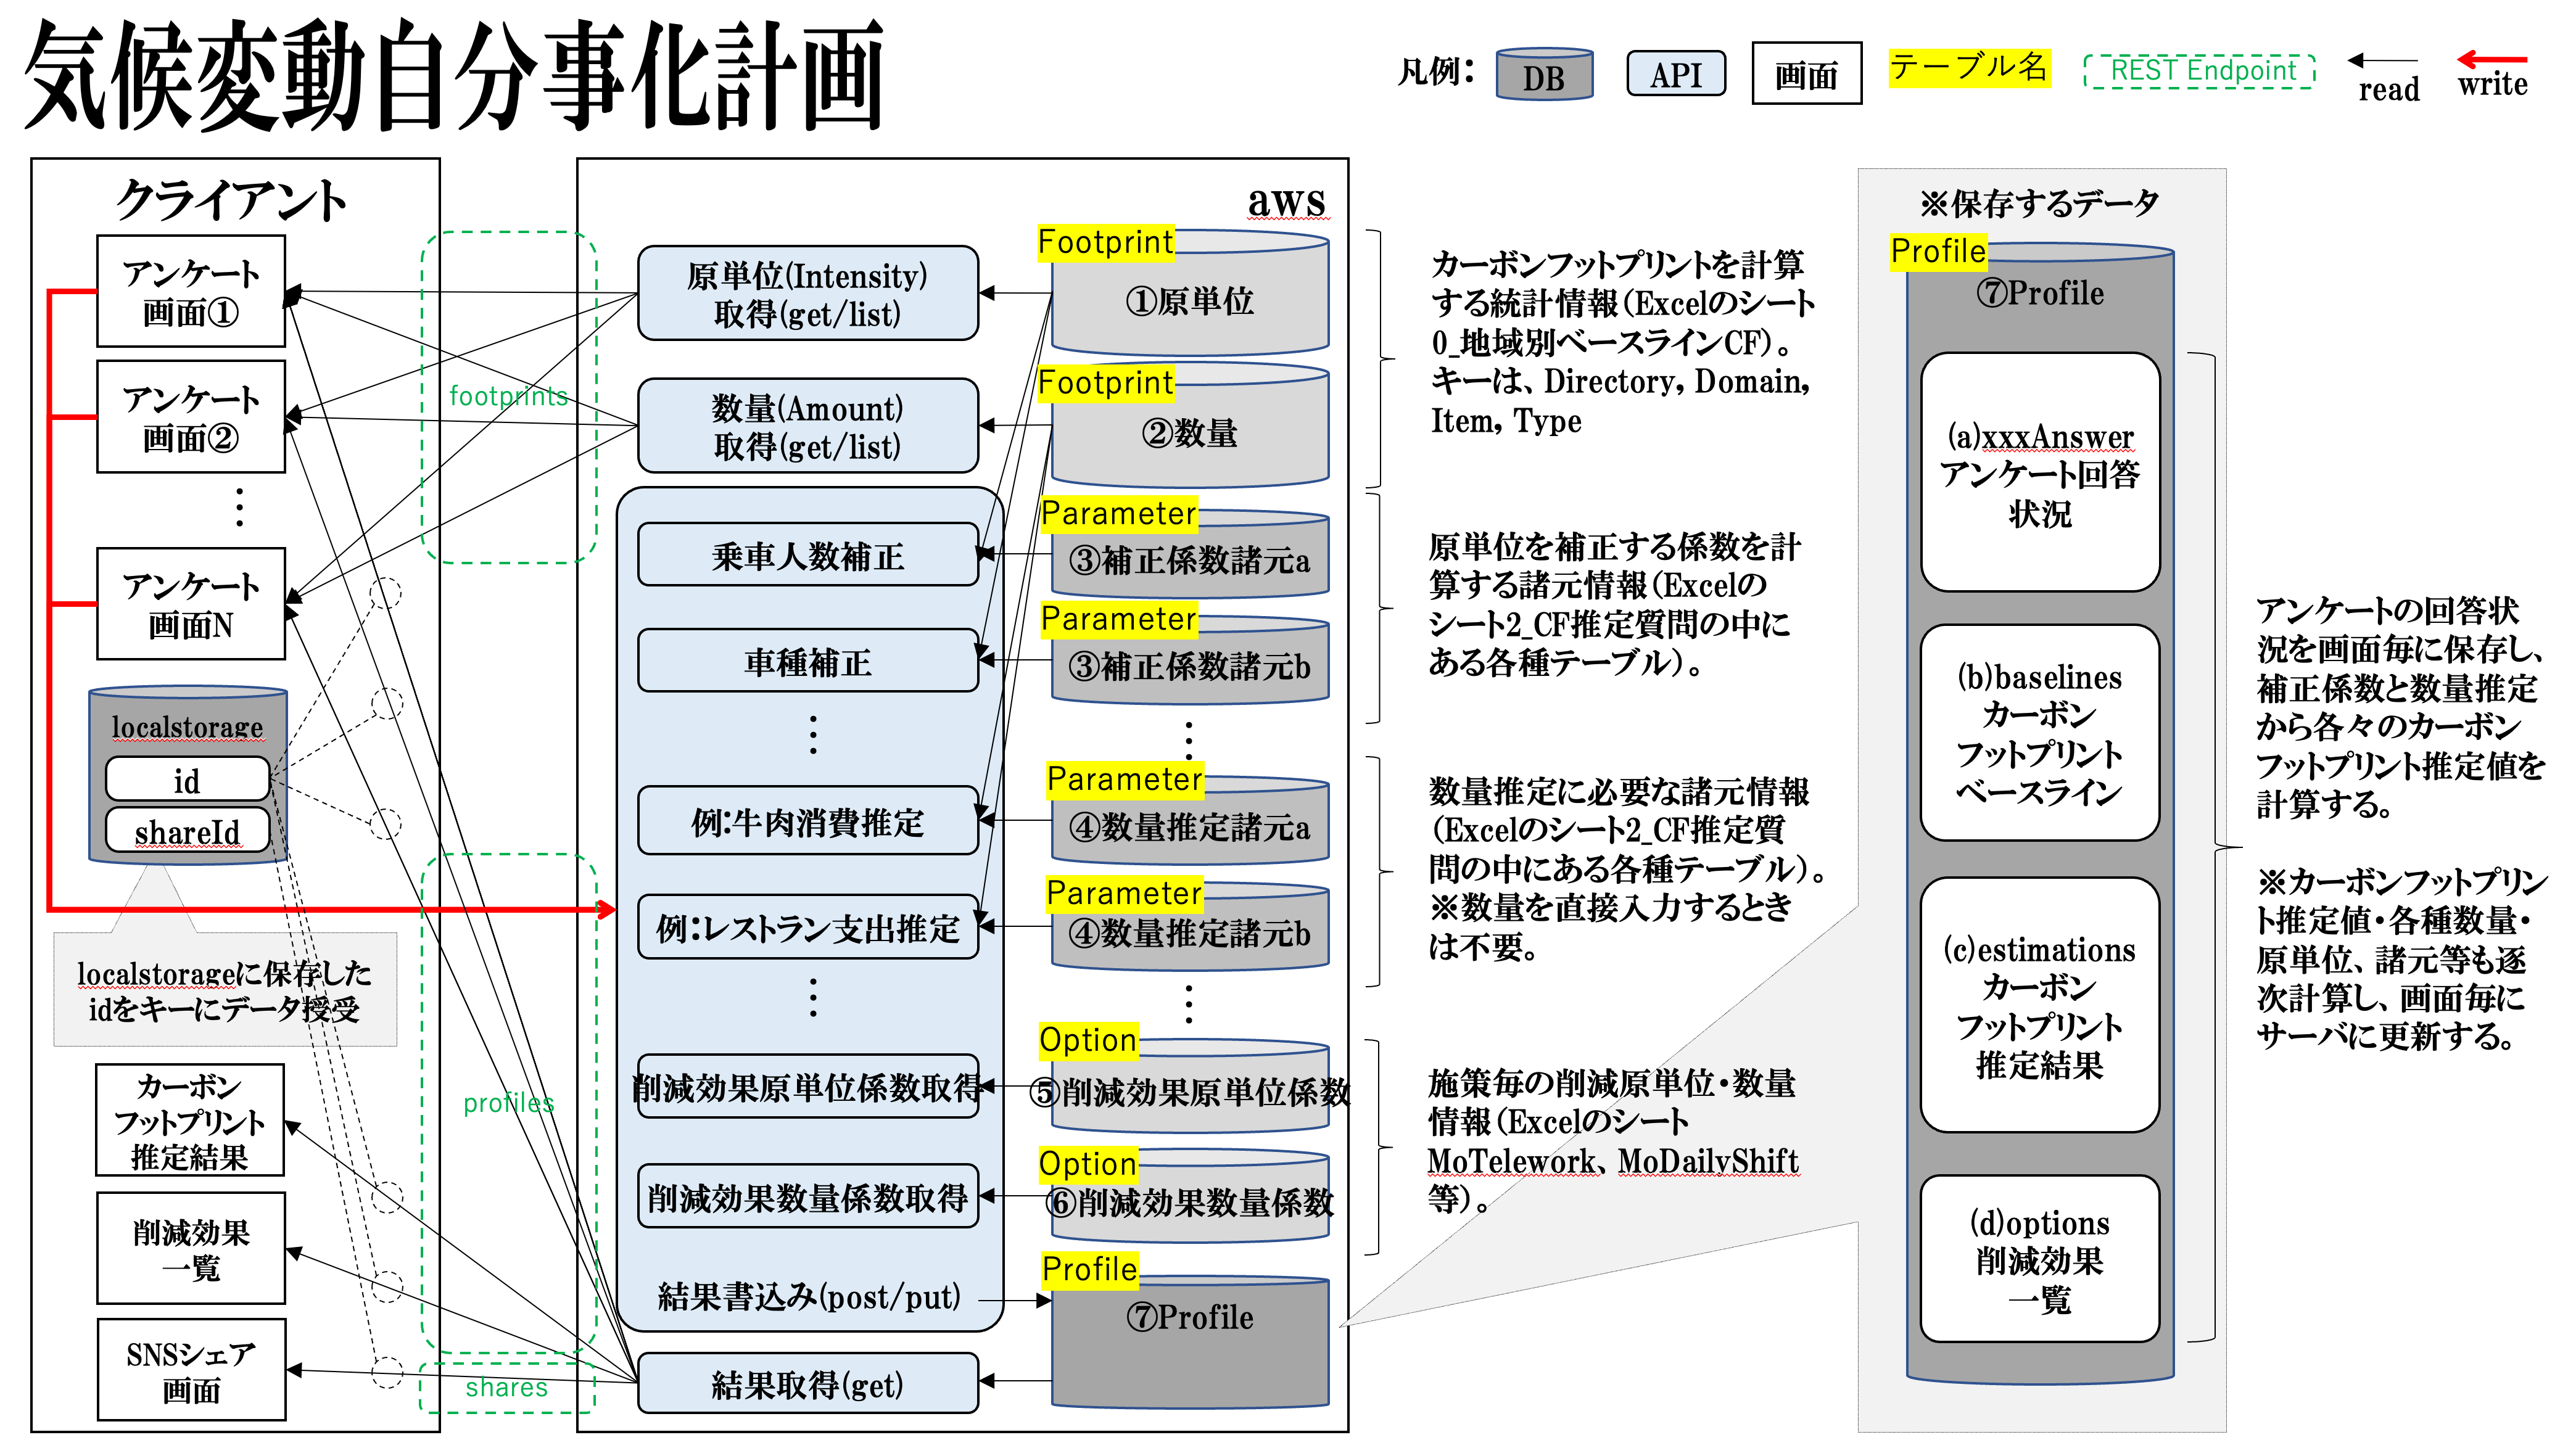 気候変動自分事化計画
凡例：
DB
API
画面
テーブル名
REST Endpoint
read
write
クライアント
アンケート
画面①
アンケート
画面②
⋮
アンケート
画面N
localstorage
id
shareId
localstorageに保存した
idをキーにデータ授受
カーボン
フットプリント
推定結果
削減効果
一覧
SNSシェア
画面
footprints
profiles
shares
aws
原単位(Intensity)
取得(get/list)
数量(Amount)
取得(get/list)
乗車人数補正
車種補正
⋮
例:牛肉消費推定
例:レストラン支出推定
⋮
削減効果原単位係数取得
削減効果数量係数取得
結果書込み(post/put)
結果取得(get)
Footprint
①原単位
Footprint
②数量
Parameter
③補正係数諸元a
Parameter
③補正係数諸元b
⋮
Parameter
④数量推定諸元a
Parameter
④数量推定諸元b
⋮
Option
⑤削減効果原単位係数
Option
⑥削減効果数量係数
Profile
⑦Profile
カーボンフットプリントを計算
する統計情報（Excelのシート
0_地域別ベースラインCF）。
キーは、Directory, Domain,
Item, Type
原単位を補正する係数を計
算する諸元情報（Excelの
シート2_CF推定質問の中に
ある各種テーブル）。
数量推定に必要な諸元情報
（Excelのシート2_CF推定質
問の中にある各種テーブル）。
※数量を直接入力するとき
は不要。
施策毎の削減原単位・数量
情報（Excelのシート
MoTelework、MoDailyShift
等）。
※保存するデータ
Profile
⑦Profile
(a)xxxAnswer
アンケート回答
状況
(b)baselines
カーボン
フットプリント
ベースライン
(c)estimations
カーボン
フットプリント
推定結果
(d)options
削減効果
一覧
アンケートの回答状
況を画面毎に保存し、
補正係数と数量推定
から各々のカーボン
フットプリント推定値を
計算する。
※カーボンフットプリン
ト推定値・各種数量・
原単位、諸元等も逐
次計算し、画面毎に
サーバに更新する。